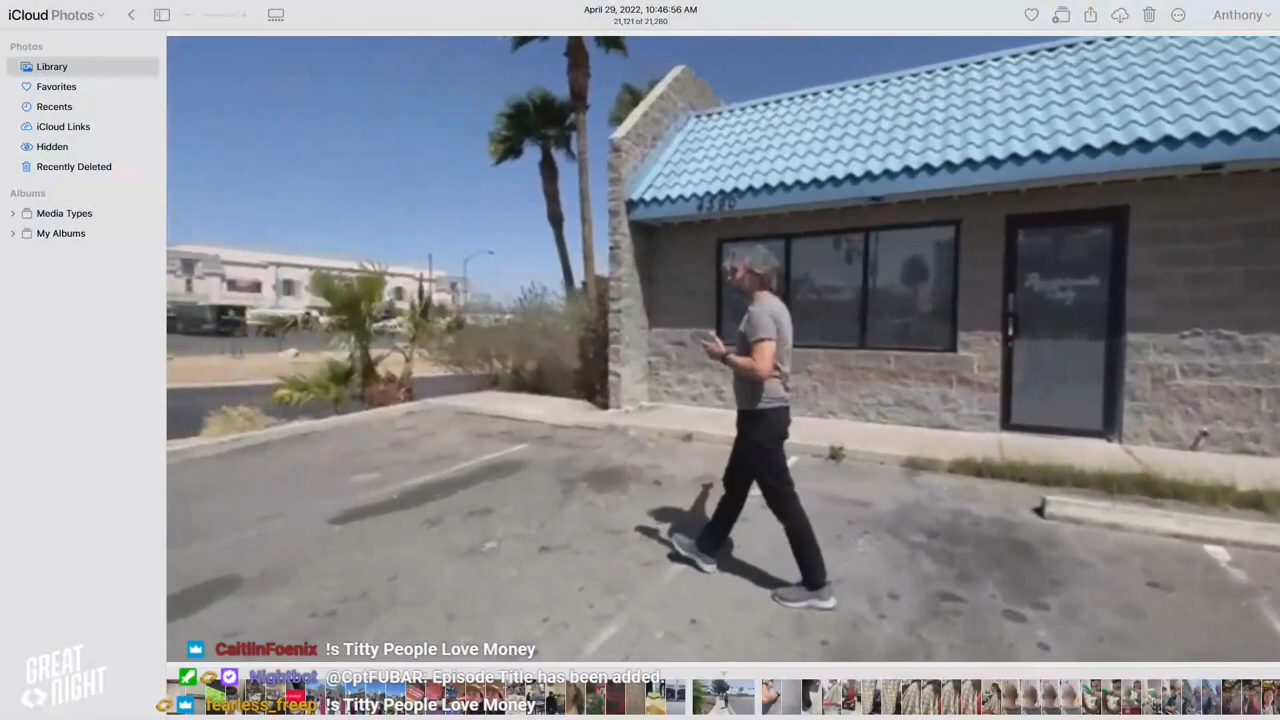 iCloud Photos
April 29, 2022, 10:46:56 AM
21,121 of 21,280
Anthony
Photos
Library
Favorites
Recents
iCloud Links
Hidden
Recently Deleted
Albums
Media Types
My Albums
CaitlinFoenix !s Titty People Love Money
Nightbot @CptFUBAR: Episode Title has been added.
fearless_freep !s Titty People Love Money
GREAT
NIGHT